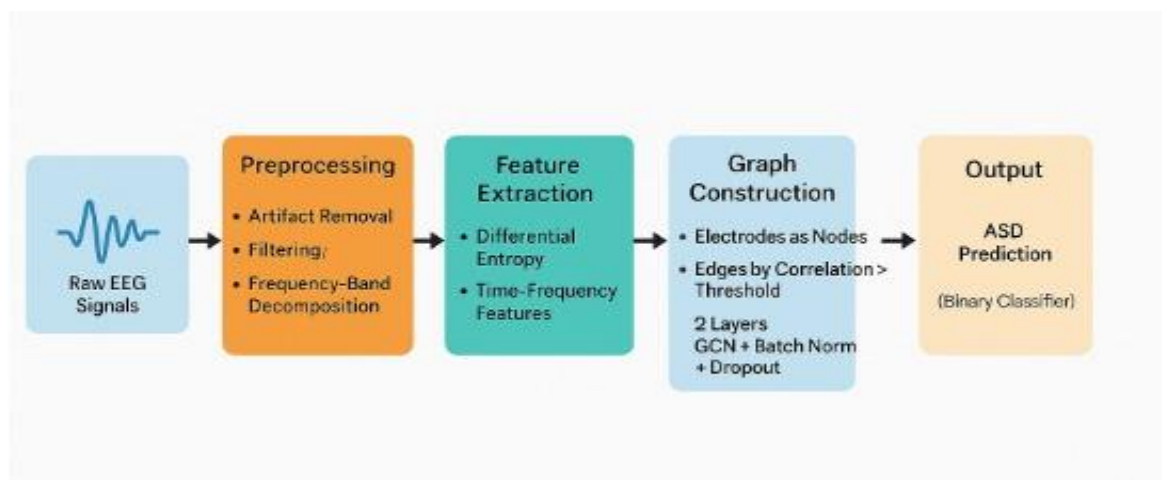 Raw EEG
Signals
Preprocessing
• Artifact Removal
• Filtering/
• Frequency-Band
Decomposition
Feature
Extraction
• Differential
Entropy
• Time-Frequency
Features
Graph
Construction
• Electrodes as Nodes
• Edges by Correlation >
Threshold
2 Layers
GCN + Batch Norm
+ Dropout
Output
ASD
Prediction
(Binary Classifier)